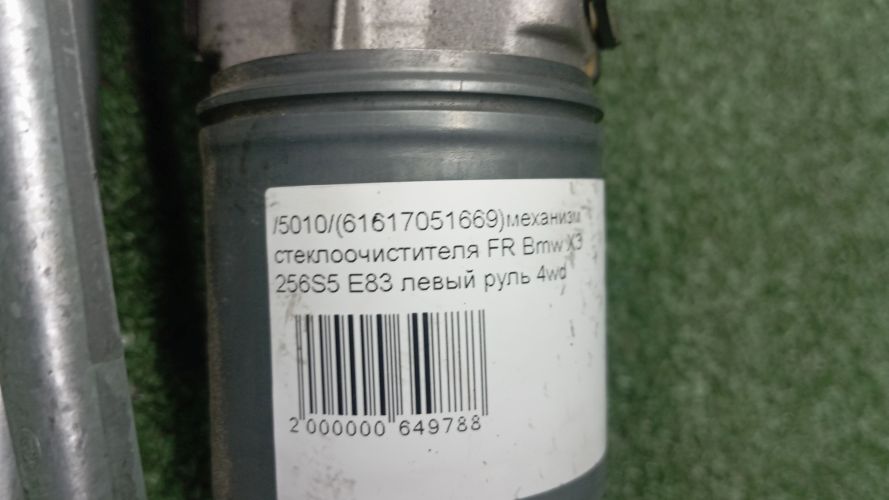 /5010/(61617051669)механизм
стеклоочистителя FR Bmw X3
256S5 E83 левый руль 4wd
2 000000 649788